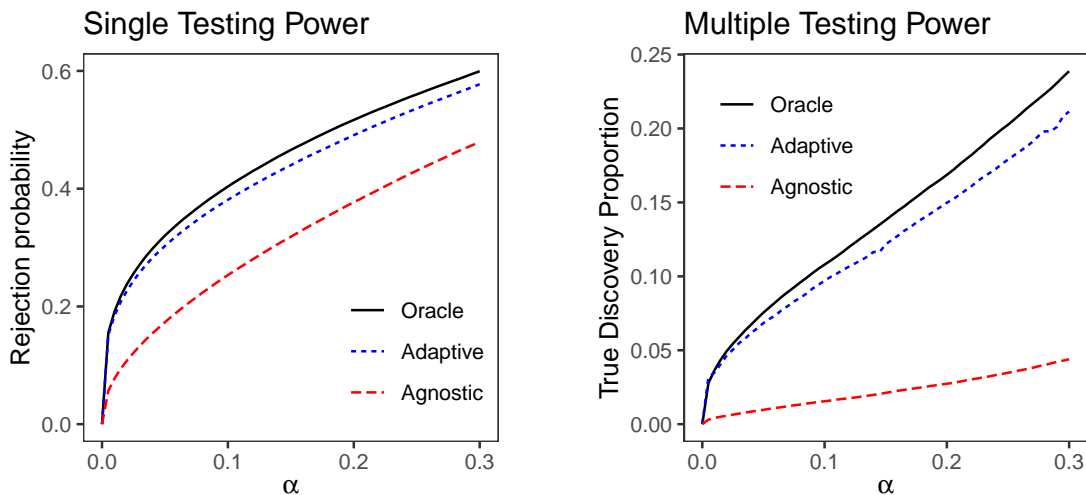 Single Testing Power
Rejection probability
0.6
0.4
0.2
0.0
Oracle
Adaptive
Agnostic
0.0 0.1 0.2 0.3
α
Multiple Testing Power
True Discovery Proportion
0.25
0.20
0.15
0.10
0.05
0.00
Oracle
Adaptive
Agnostic
0.0 0.1 0.2 0.3
α